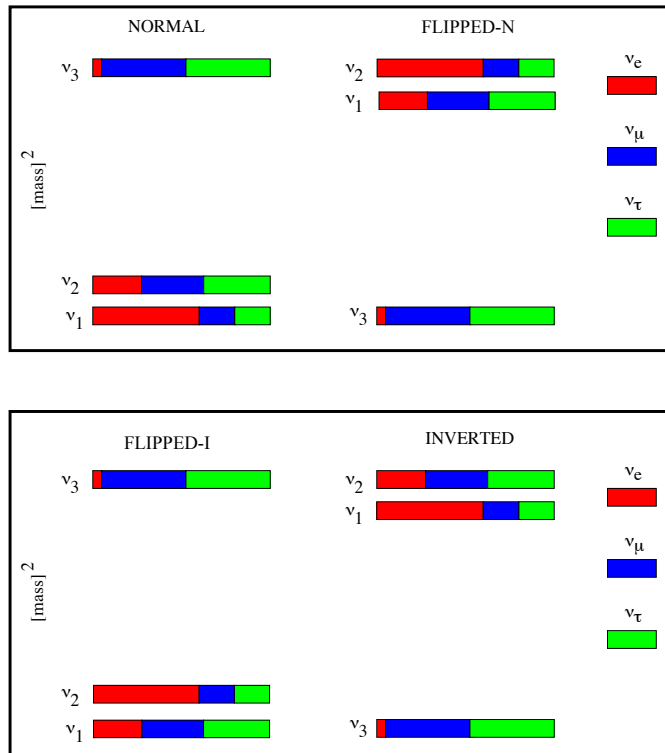 NORMAL
FLIPPED-N
ν3
ν2
ν1
νe
νμ
ντ
[mass]2
ν2
ν1
ν3
FLIPPED-I
INVERTED
ν3
ν2
ν1
νe
νμ
ντ
[mass]2
ν2
ν1
ν3